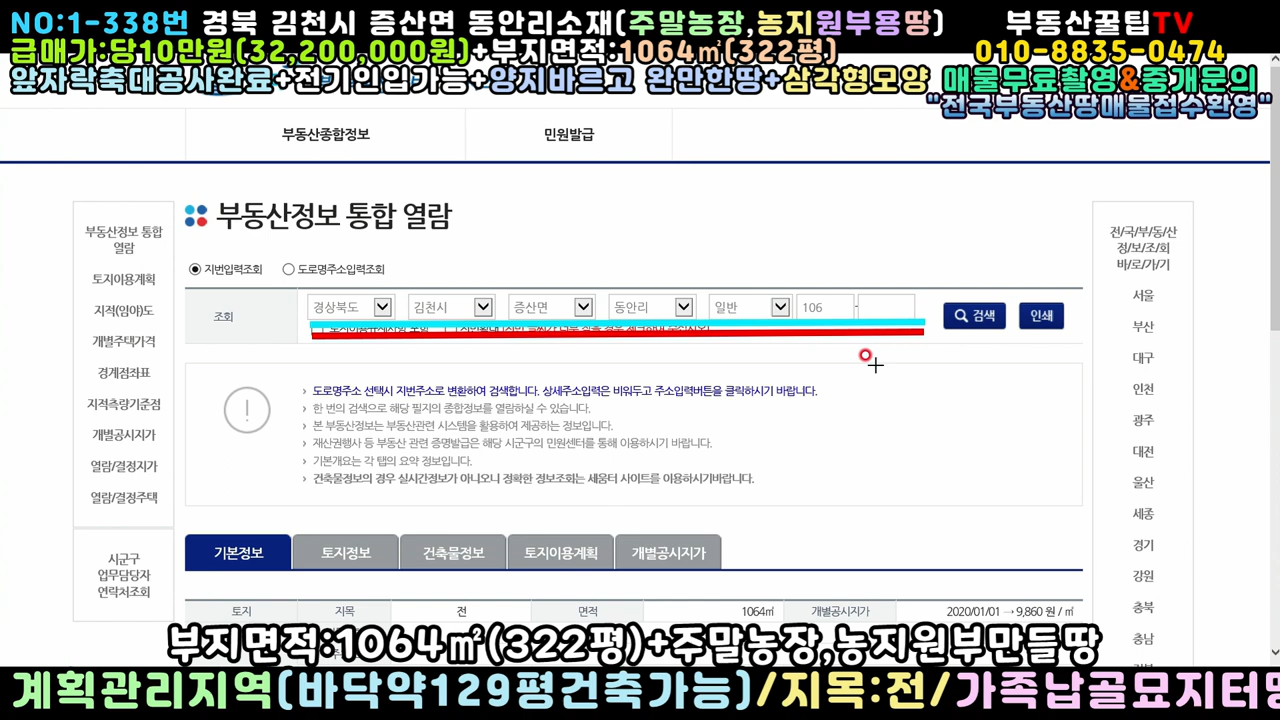 NO:1-338번 경북 김천시 증산면 동안리소재(주말농장,농지원부용땅) 부동산꿀팁TV
급매가:당10만원(32,200,000원)+부지면적:1064㎡(322평) 010-8835-0474
앞자락축대공사완료+전기인입가능+양지바르고 완만한땅+삼각형모양 매물무료촬영&중개문의
"전국부동산땅매물접수환영"
부동산종합정보 민원발급
부동산정보 통합 열람
지번입력조회 도로명주소입력조회
조회 경상북도 김천시 증산면 동안리 일반 106 - 검색 인쇄
› 도로명주소 선택시 지번주소로 변환하여 검색합니다. 상세주소입력은 비워두고 주소입력버튼을 클릭하시기 바랍니다.
› 한 번의 검색으로 해당 필지의 종합정보를 열람하실 수 있습니다.
› 본 부동산정보는 부동산관련 시스템을 활용하여 제공하는 정보입니다.
› 재산권행사 등 부동산 관련 증명발급은 해당 시군구의 민원센터를 통해 이용하시기 바랍니다.
› 기본개요는 각 탭의 요약 정보입니다.
› 건축물정보의 경우 실시간정보가 아니오니 정확한 정보조회는 세움터 사이트를 이용하시기바랍니다.
기본정보 토지정보 건축물정보 토지이용계획 개별공시지가
토지 지목 전 면적 1064㎡ 개별공시지가 2020/01/01 → 9,860 원 / ㎡
부동산정보 통합
열람
토지이용계획
지적(임야)도
개별주택가격
경계점좌표
지적측량기준점
개별공시지가
열람/결정지가
열람/결정주택
시군구
업무담당자
연락처조회
전/국/부/동/산
정/보/조/회
바/로/가/기
서울
부산
대구
인천
광주
대전
울산
세종
경기
강원
충북
충남
부지면적:1064㎡(322평)+주말농장,농지원부만들땅
계획관리지역(바닥약129평건축가능)/지목:전/가족납골묘지터명